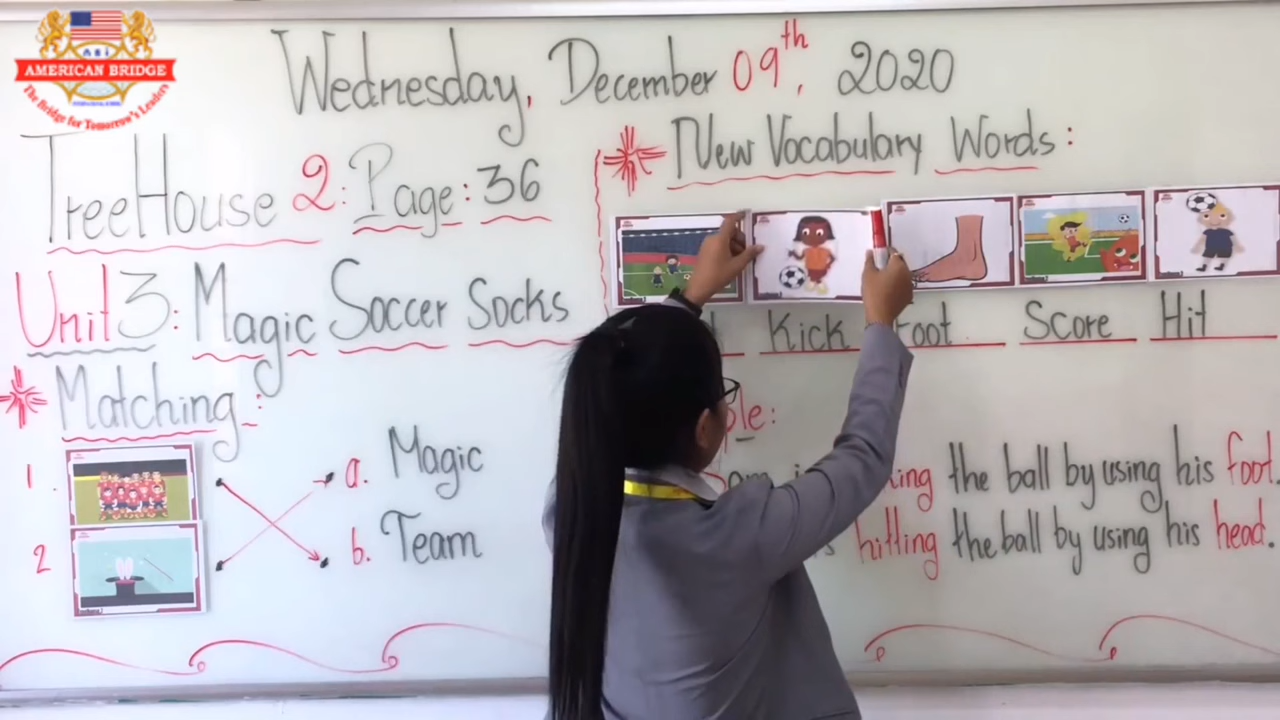 AMERICAN BRIDGE
The Bridge for Tomorrow's Leaders
Wednesday, December 09th, 2020
TreeHouse 2: Page: 36
Unit 3: Magic Soccer Socks
Matching:
1.
a. Magic
2
b. Team
New Vocabulary Words:
Kick Foot Score Hit
the ball by using his foot.
hitting the ball by using his head.